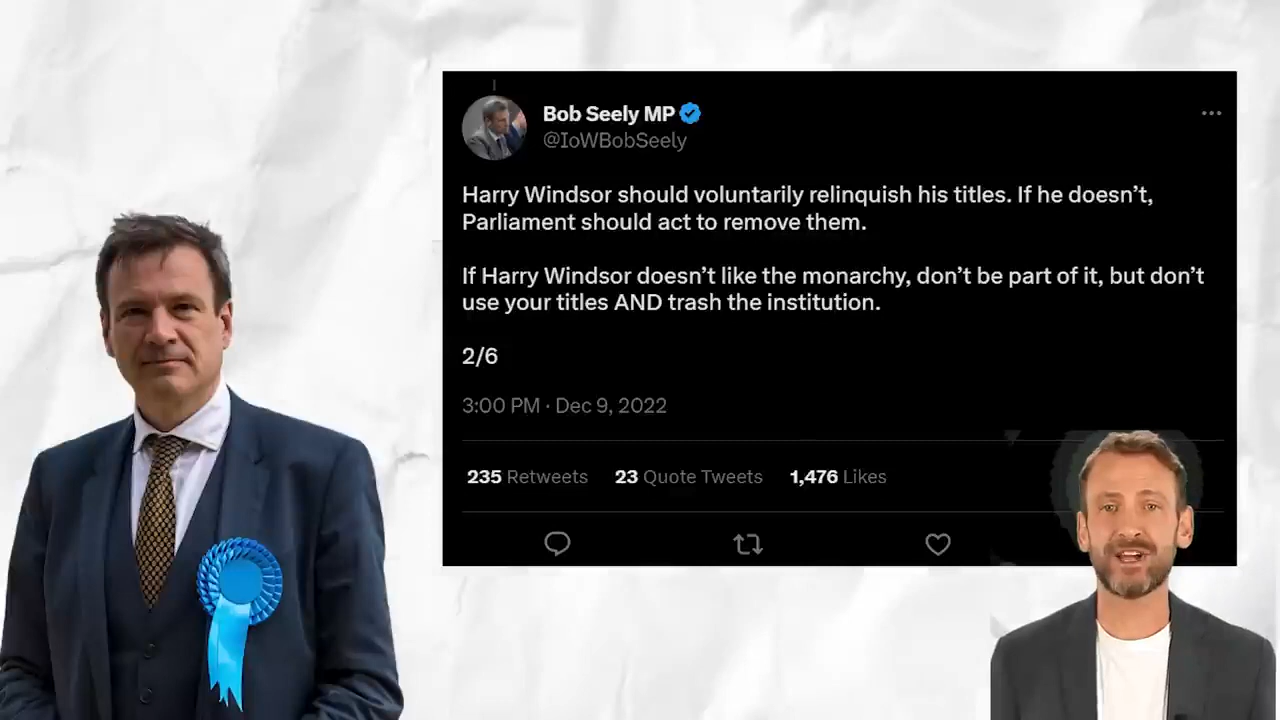 Bob Seely MP
@IoWBobSeely
Harry Windsor should voluntarily relinquish his titles. If he doesn’t,
Parliament should act to remove them.
If Harry Windsor doesn’t like the monarchy, don’t be part of it, but don’t
use your titles AND trash the institution.
2/6
3:00 PM · Dec 9, 2022
235 Retweets 23 Quote Tweets 1,476 Likes